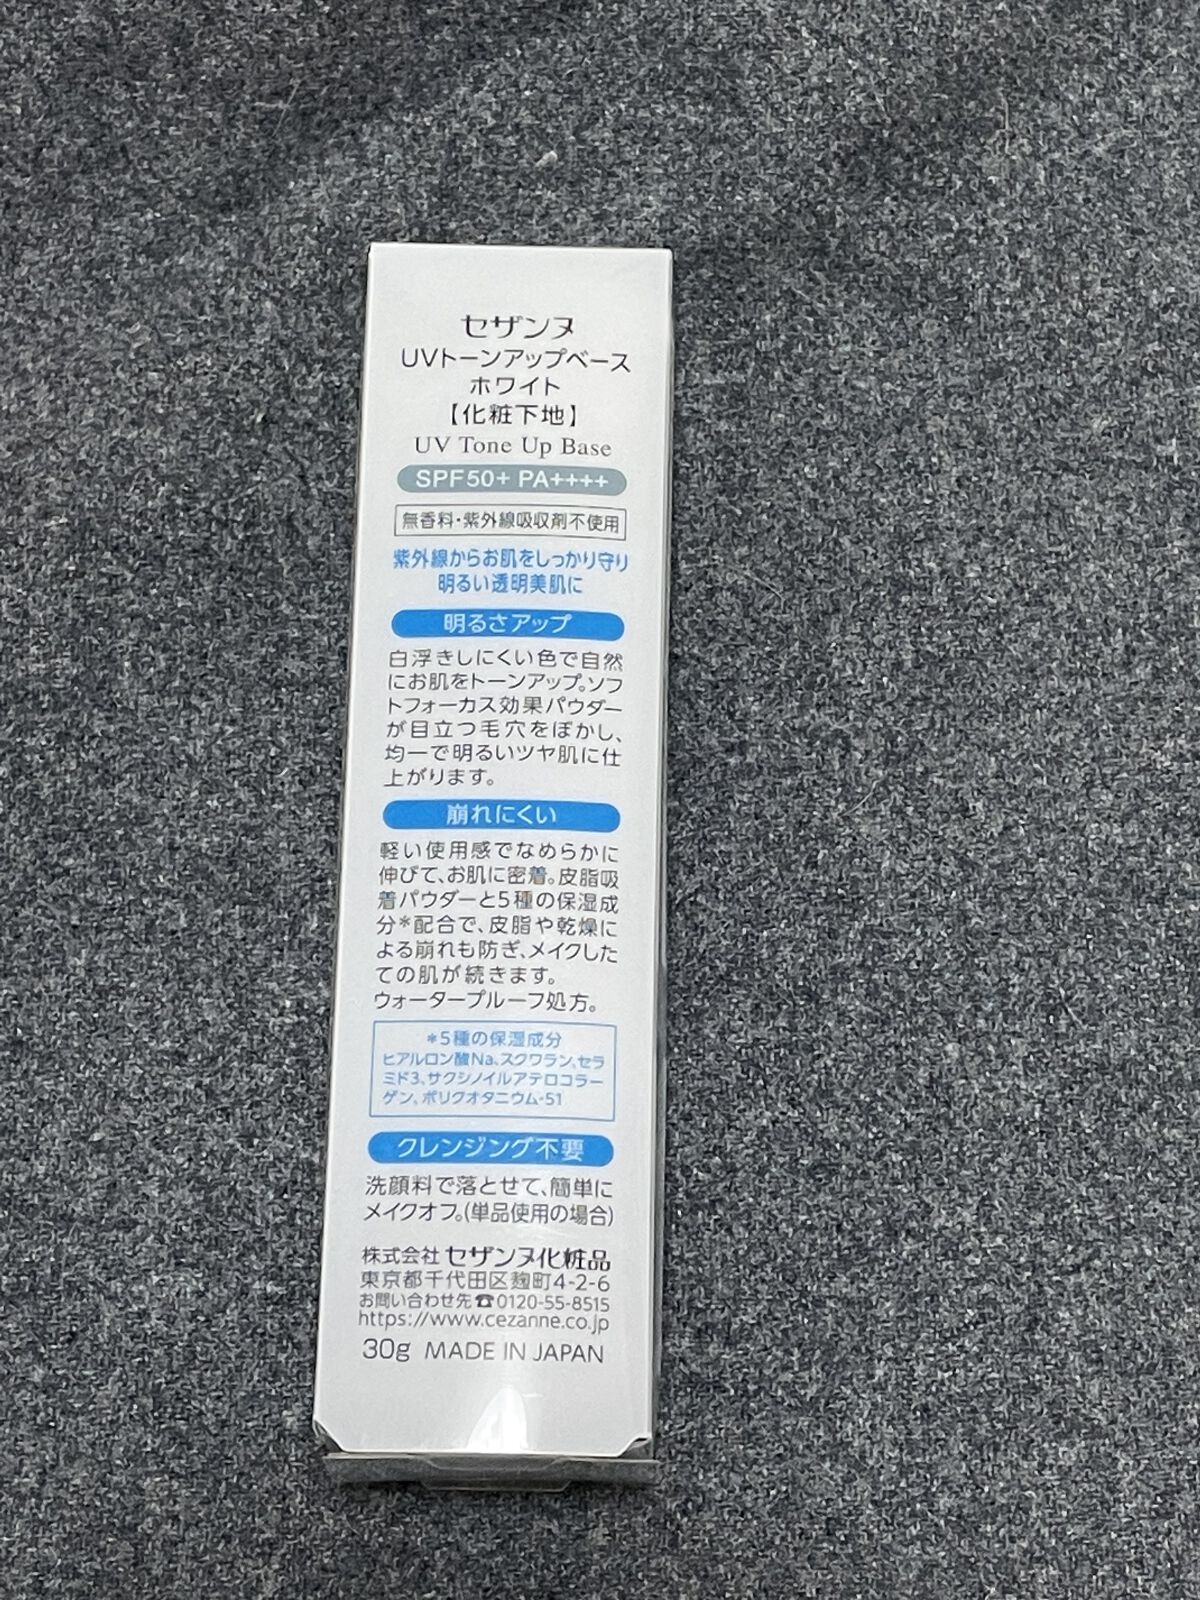 セザンヌ
UVトーンアップベース
ホワイト
【化粧下地】
UV Tone Up Base
SPF50+ PA++++
無香料・紫外線吸収剤不使用
紫外線からお肌をしっかり守り
明るい透明美肌に
明るさアップ
白浮きしにくい色で自然
にお肌をトーンアップ。ソフ
トフォーカス効果パウダー
が目立つ毛穴をぼかし、
均一で明るいツヤ肌に仕
上がります。
崩れにくい
軽い使用感でなめらかに
伸びて、お肌に密着。皮脂吸
着パウダーと5種の保湿成
分*配合で、皮脂や乾燥に
よる崩れも防ぎ、メイクした
ての肌が続きます。
ウォータープルーフ処方。
*5種の保湿成分
ヒアルロン酸Na、スクワラン、セラ
ミド3、サクシノイルアテロコラー
ゲン、ポリクオタニウム-51
クレンジング不要
洗顔料で落とせて、簡単に
メイクオフ。(単品使用の場合)
株式会社 セザンヌ化粧品
東京都千代田区麹町4-2-6
お問い合わせ先☎0120-55-8515
https://www.cezanne.co.jp
30g MADE IN JAPAN